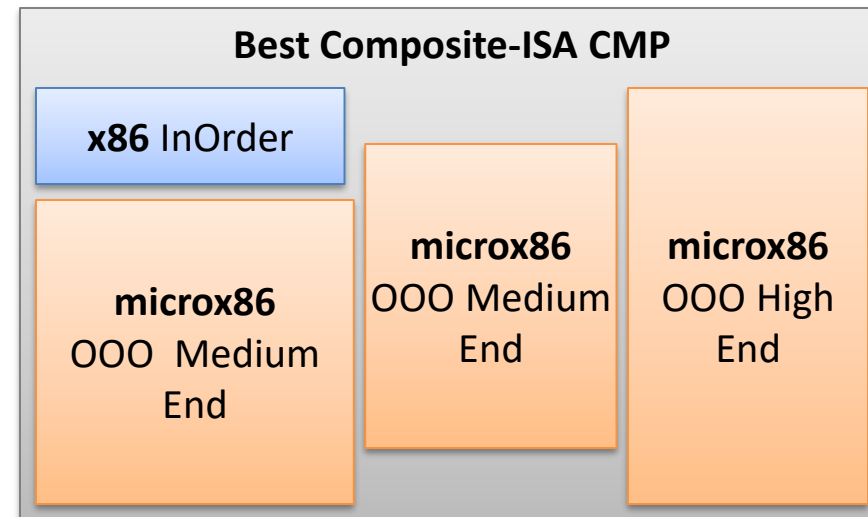 Best Composite-ISA CMP
x86 InOrder
microx86
OOO Medium
End
microx86
OOO Medium
End
microx86
OOO High
End